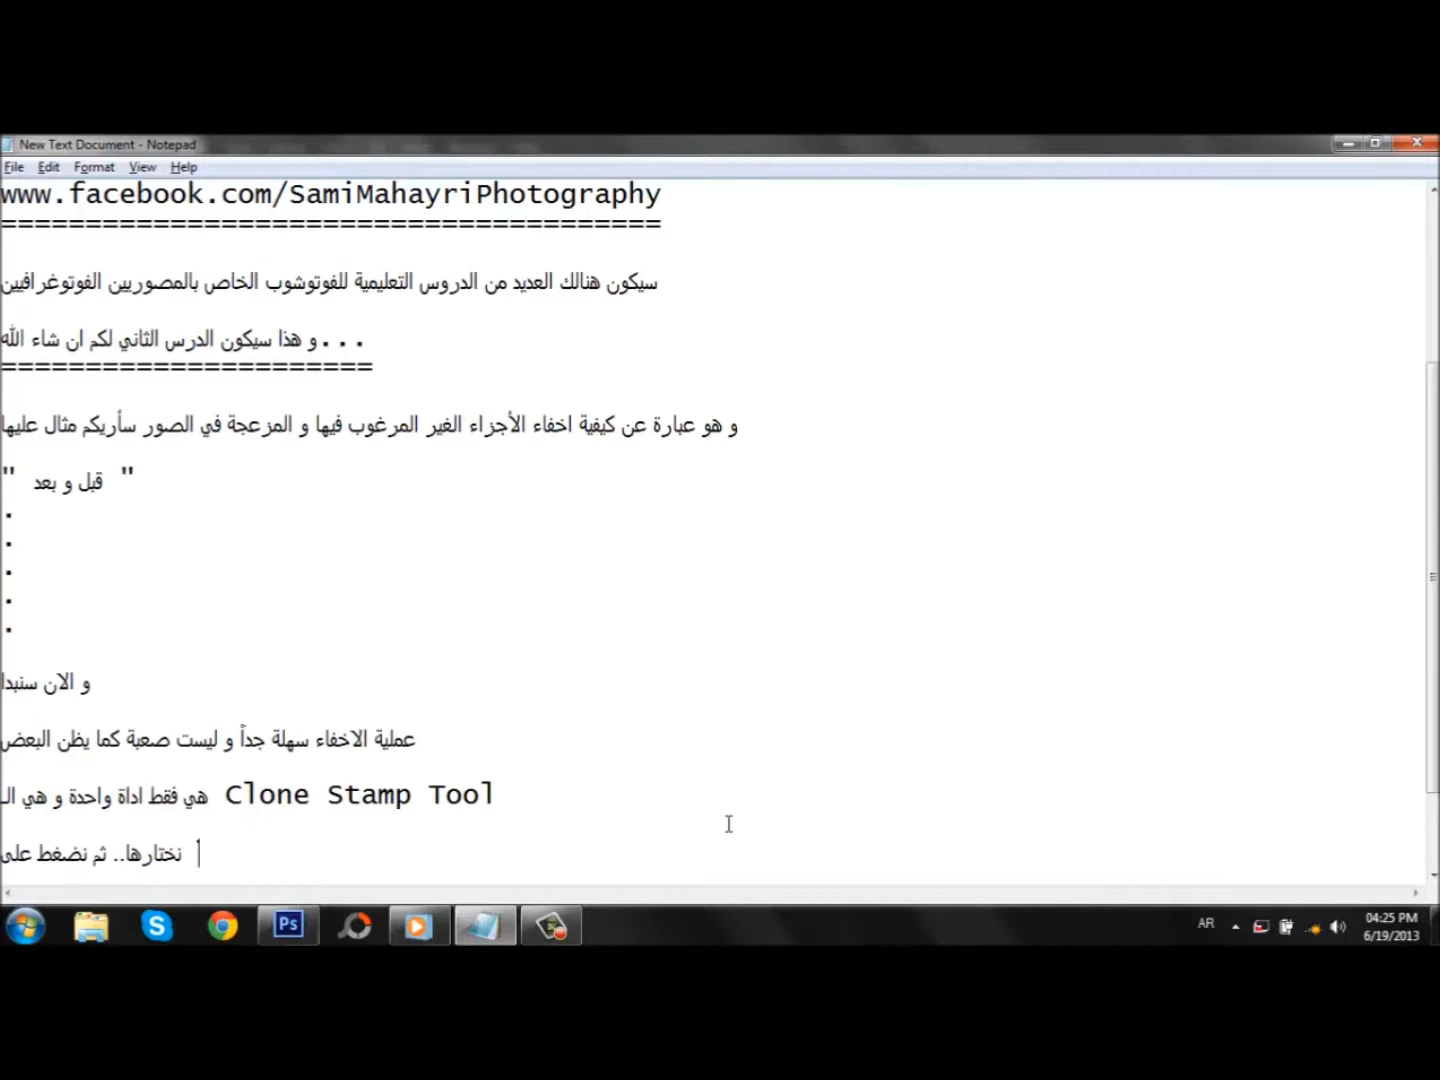 New Text Document - Notepad
File Edit Format View Help
www.facebook.com/SamiMahayriPhotography
=======================================
سيكون هنالك العديد من الدروس التعليمية للفوتوشوب الخاص بالمصوريين الفوتوغرافيين
و هذا سيكون الدرس الثاني لكم ان شاء الله...
======================
و هو عبارة عن كيفية اخفاء الأجزاء الغير المرغوب فيها و المزعجة في الصور سأريكم مثال عليها
" قبل و بعد "
.
.
.
.
.
و الان سنبدا
عملية الاخفاء سهلة جداً و ليست صعبة كما يظن البعض
هي فقط اداة واحدة و هي الـ Clone Stamp Tool
نختارها.. ثم نضغط على
Ps
AR
04:25 PM
6/19/2013